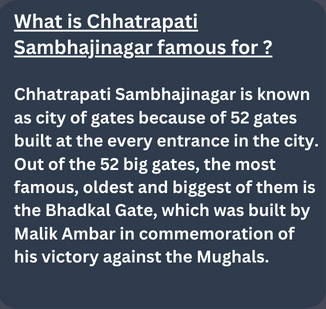 What is Chhatrapati
Sambhajinagar famous for ?
Chhatrapati Sambhajinagar is known
as city of gates because of 52 gates
built at the every entrance in the city.
Out of the 52 big gates, the most
famous, oldest and biggest of them is
the Bhadkal Gate, which was built by
Malik Ambar in commemoration of
his victory against the Mughals.